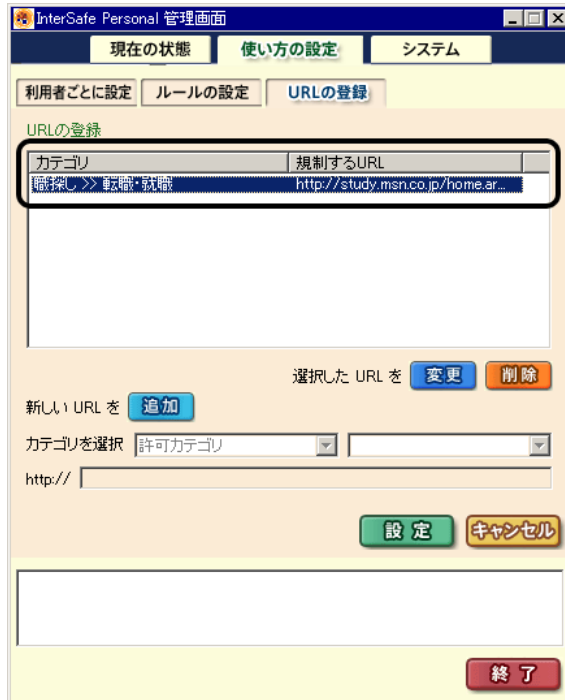 InterSafe Personal 管理画面
現在の状態 使い方の設定 システム
利用者ごとに設定 ルールの設定 URLの登録
URLの登録
カテゴリ 規制するURL
職探し >> 転職・就職 http://study.msn.co.jp/home.ar...
選択した URL を 変更 削除
新しい URL を 追加
カテゴリを選択 許可カテゴリ
http://
設定 キャンセル
終了